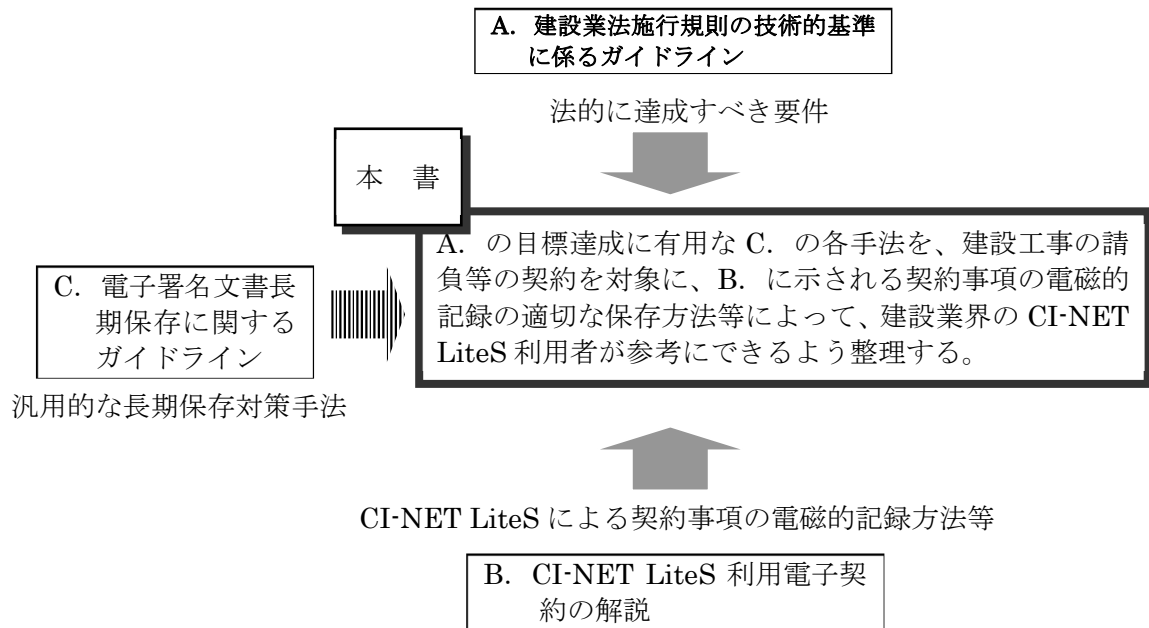 A. 建設業法施行規則の技術的基準
に係るガイドライン
法的に達成すべき要件
本 書
A. の目標達成に有用な C. の各手法を、建設工事の請
負等の契約を対象に、B. に示される契約事項の電磁的
記録の適切な保存方法等によって、建設業界の CI-NET
LiteS 利用者が参考にできるよう整理する。
C. 電子署名文書長
期保存に関する
ガイドライン
汎用的な長期保存対策手法
CI-NET LiteS による契約事項の電磁的記録方法等
B. CI-NET LiteS 利用電子契
約の解説